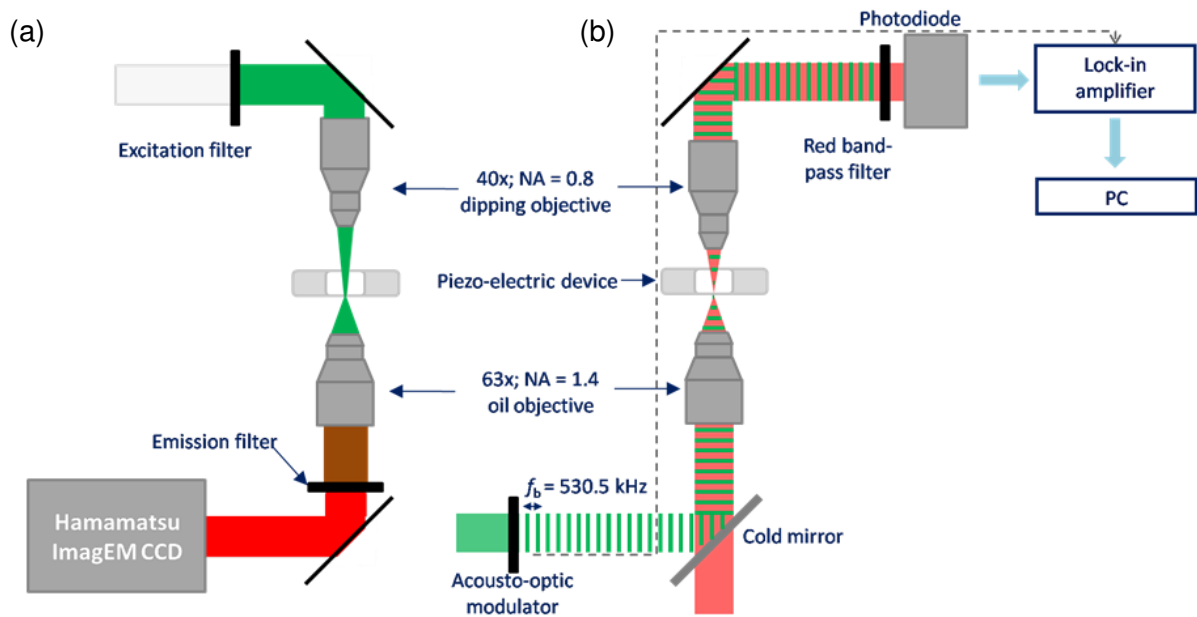 (a)
Excitation filter
40x; NA = 0.8
dipping objective
Piezo-electric device
63x; NA = 1.4
oil objective
Emission filter
Hamamatsu
ImagEM CCD
(b)
Photodiode
Lock-in
amplifier
Red band-
pass filter
PC
fb = 530.5 kHz
Cold mirror
Acousto-optic
modulator